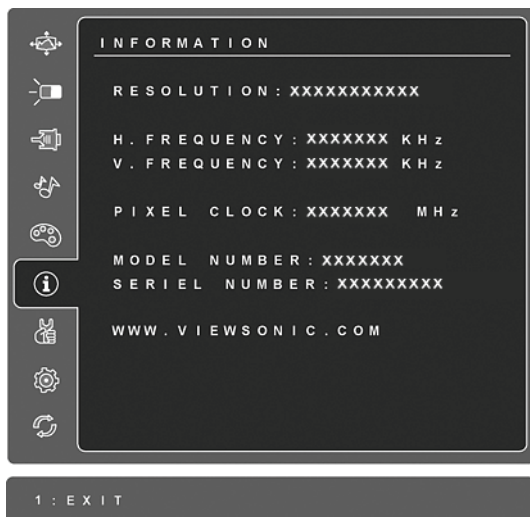 INFORMATION
RESOLUTION: XXXXXXXXXXX
H. FREQUENCY: XXXXXXX KHz
V. FREQUENCY: XXXXXXX KHz
PIXEL CLOCK: XXXXXXX MHz
MODEL NUMBER: XXXXXXX
SERIEL NUMBER: XXXXXXXXX
WWW.VIEWSONIC.COM
1: EXIT